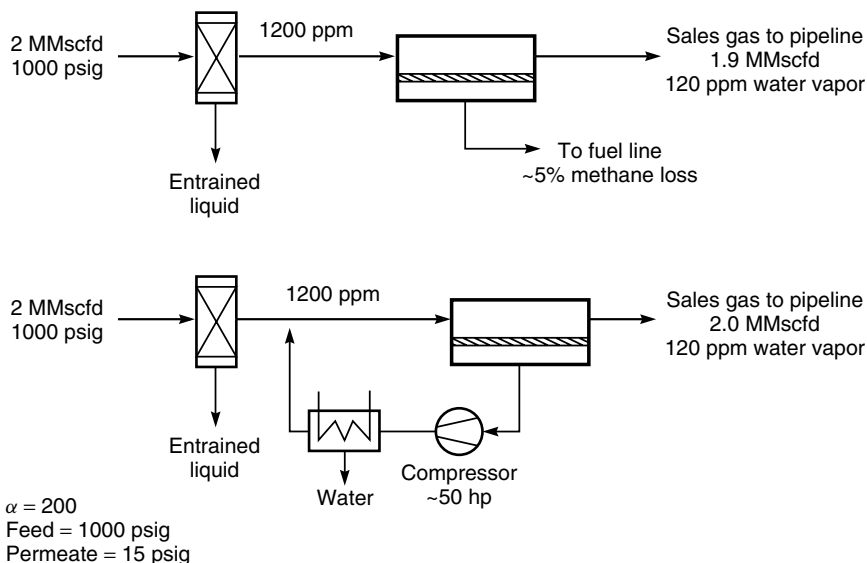 2 MMscfd
1000 psig
1200 ppm
Sales gas to pipeline
1.9 MMscfd
120 ppm water vapor
Entrained
liquid
To fuel line
~5% methane loss
2 MMscfd
1000 psig
1200 ppm
Sales gas to pipeline
2.0 MMscfd
120 ppm water vapor
Entrained
liquid
Water
Compressor
~50 hp
α = 200
Feed = 1000 psig
Permeate = 15 psig